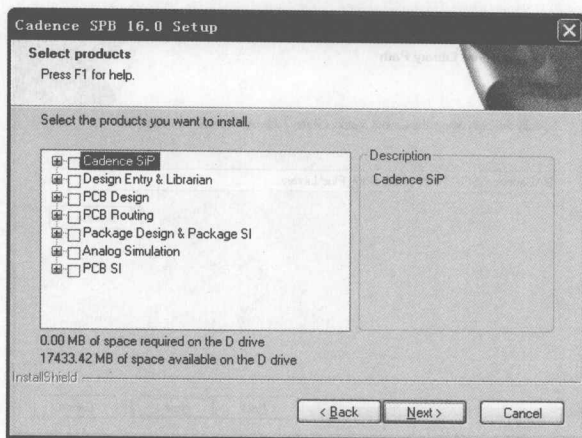 Cadence SPB 16.0 Setup
Select products
Press F1 for help.
Select the products you want to install.
Cadence SiP
Design Entry & Librarian
PCB Design
PCB Routing
Package Design & Package SI
Analog Simulation
PCB SI
Description
Cadence SiP
0.00 MB of space required on the D drive
17433.42 MB of space available on the D drive
InstallShield
< Back
Next >
Cancel